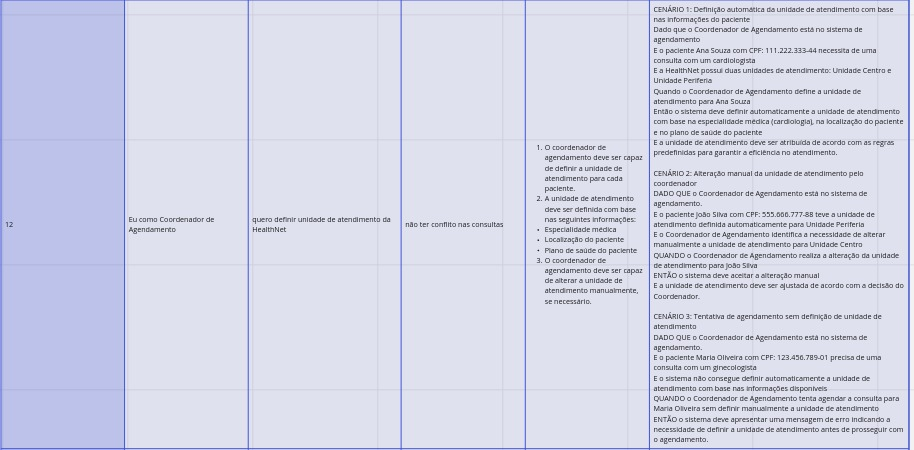 12
Eu como Coordenador de
Agendamento
quero definir unidade de atendimento da
HealthNet
não ter conflito nas consultas
1. O coordenador de
agendamento deve ser capaz
de definir a unidade de
atendimento para cada
paciente.
2. A unidade de atendimento
deve ser definida com base
nas seguintes informações:
• Especialidade médica
• Localização do paciente
• Plano de saúde do paciente
3. O coordenador de
agendamento deve ser capaz
de alterar a unidade de
atendimento manualmente,
se necessário.
CENÁRIO 1: Definição automática da unidade de atendimento com base
nas informações do paciente
Dado que o Coordenador de Agendamento está no sistema de
agendamento
E o paciente Ana Souza com CPF: 111.222.333-44 necessita de uma
consulta com um cardiologista
E a HealthNet possui duas unidades de atendimento: Unidade Centro e
Unidade Periferia
Quando o Coordenador de Agendamento define a unidade de
atendimento para Ana Souza
Então o sistema deve definir automaticamente a unidade de atendimento
com base na especialidade médica (cardiologia), na localização do paciente
e no plano de saúde do paciente
E a unidade de atendimento deve ser atribuída de acordo com as regras
predefinidas para garantir a eficiência no atendimento.
CENÁRIO 2: Alteração manual da unidade de atendimento pelo
coordenador
DADO QUE o Coordenador de Agendamento está no sistema de
agendamento.
E o paciente João Silva com CPF: 555.666.777-88 teve a unidade de
atendimento definida automaticamente para Unidade Periferia
E o Coordenador de Agendamento identifica a necessidade de alterar
manualmente a unidade de atendimento para Unidade Centro
QUANDO o Coordenador de Agendamento realiza a alteração da unidade
de atendimento para João Silva
ENTÃO o sistema deve aceitar a alteração manual
E a unidade de atendimento deve ser ajustada de acordo com a decisão do
Coordenador.
CENÁRIO 3: Tentativa de agendamento sem definição de unidade de
atendimento
DADO QUE o Coordenador de Agendamento está no sistema de
agendamento.
E o paciente Maria Oliveira com CPF: 123.456.789-01 precisa de uma
consulta com um ginecologista
E o sistema não consegue definir automaticamente a unidade de
atendimento com base nas informações disponíveis
QUANDO o Coordenador de Agendamento tenta agendar a consulta para
Maria Oliveira sem definir manualmente a unidade de atendimento
ENTÃO o sistema deve apresentar uma mensagem de erro indicando a
necessidade de definir a unidade de atendimento antes de prosseguir com
o agendamento.